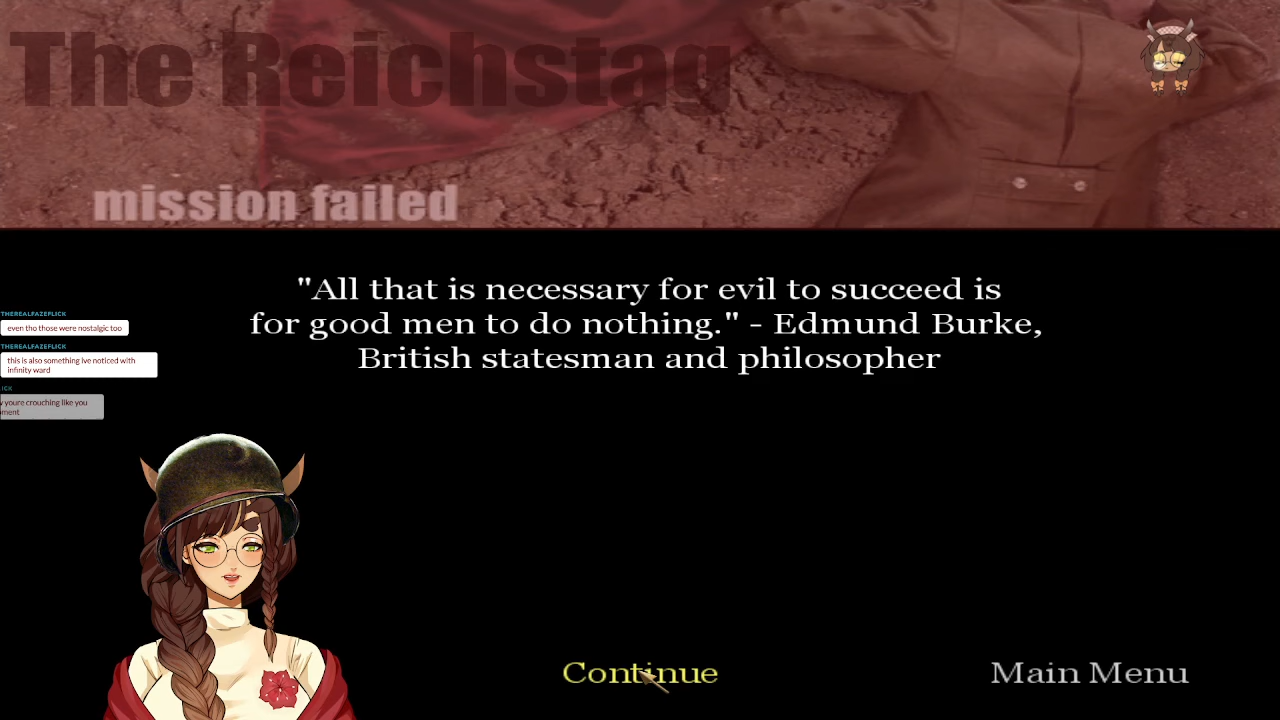 The Reichstag
mission failed
"All that is necessary for evil to succeed is
for good men to do nothing." - Edmund Burke,
British statesman and philosopher
THEREALFAZEFLICK
even tho those were nostalgic too
THEREALFAZEFLICK
this is also something ive noticed with
infinity ward
youre crouching like you
Continue
Main Menu